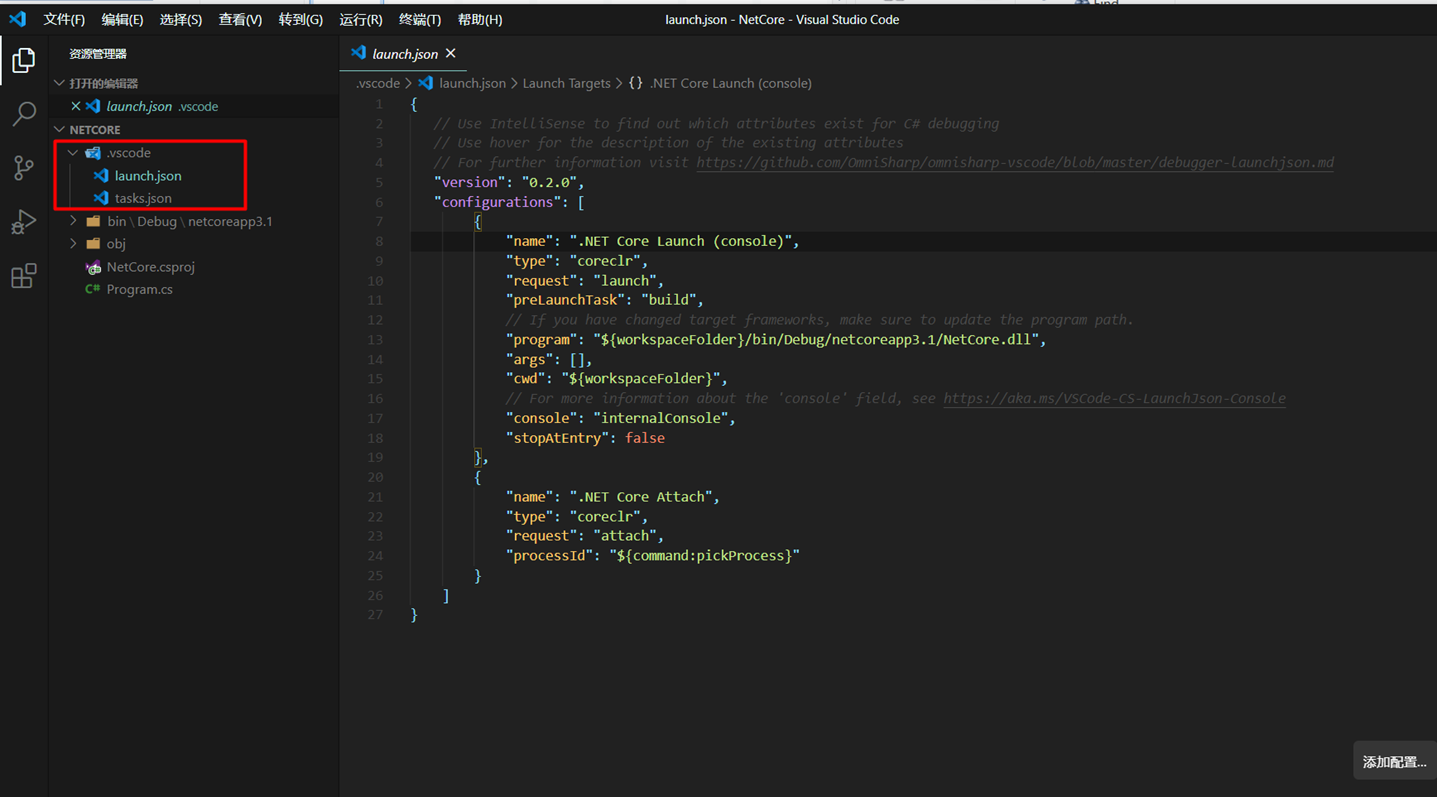 Find
文件(F) 编辑(E) 选择(S) 查看(V) 转到(G) 运行(R) 终端(T) 帮助(H) launch.json - NetCore - Visual Studio Code
资源管理器
打开的编辑器
launch.json .vscode
NETCORE
.vscode
launch.json
tasks.json
bin \ Debug \ netcoreapp3.1
obj
NetCore.csproj
C# Program.cs
launch.json
.vscode > launch.json > Launch Targets > {} .NET Core Launch (console)
1 {
2 // Use IntelliSense to find out which attributes exist for C# debugging
3 // Use hover for the description of the existing attributes
4 // For further information visit https://github.com/OmniSharp/omnisharp-vscode/blob/master/debugger-launchjson.md
5 "version": "0.2.0",
6 "configurations": [
7 {
8 "name": ".NET Core Launch (console)",
9 "type": "coreclr",
10 "request": "launch",
11 "preLaunchTask": "build",
12 // If you have changed target frameworks, make sure to update the program path.
13 "program": "${workspaceFolder}/bin/Debug/netcoreapp3.1/NetCore.dll",
14 "args": [],
15 "cwd": "${workspaceFolder}",
16 // For more information about the 'console' field, see https://aka.ms/VSCode-CS-LaunchJson-Console
17 "console": "internalConsole",
18 "stopAtEntry": false
19 },
20 {
21 "name": ".NET Core Attach",
22 "type": "coreclr",
23 "request": "attach",
24 "processId": "${command:pickProcess}"
25 }
26 ]
27 }
添加配置...